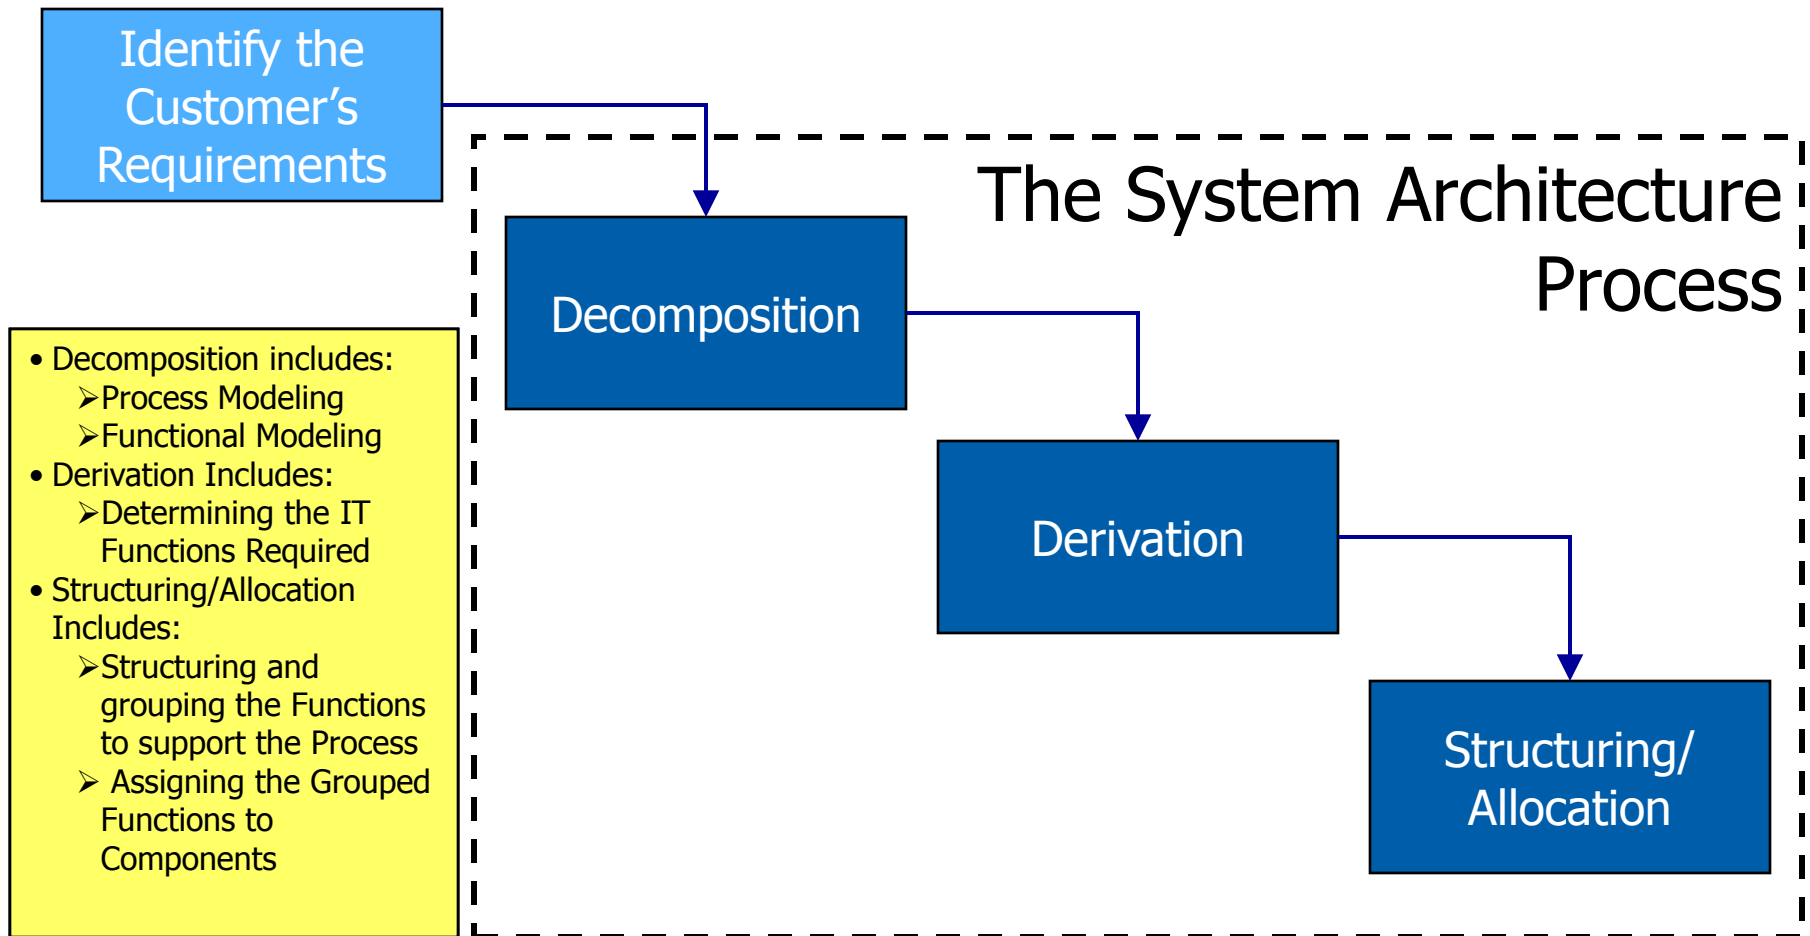 Identify the
Customer’s
Requirements
The System Architecture
Process
Decomposition
• Decomposition includes:
➢Process Modeling
➢Functional Modeling
• Derivation Includes:
➢Determining the IT
Functions Required
• Structuring/Allocation
Includes:
➢Structuring and
grouping the Functions
to support the Process
➢ Assigning the Grouped
Functions to
Components
Derivation
Structuring/
Allocation